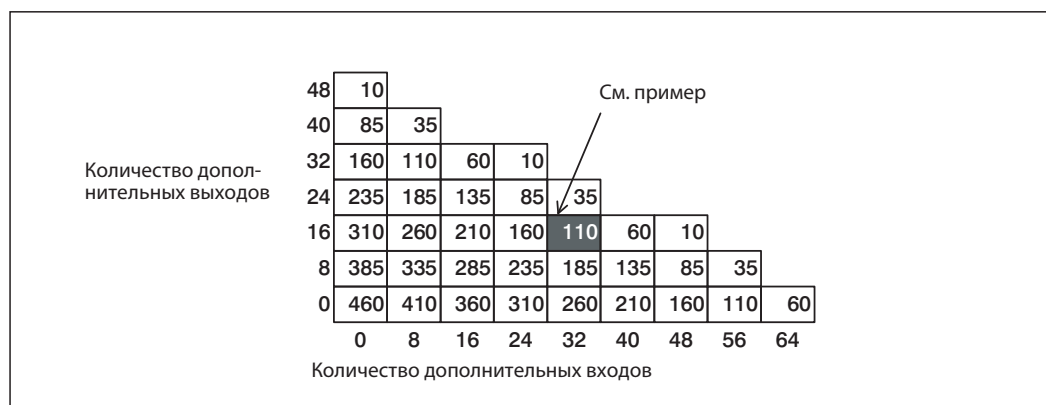 48 10
См. пример
40 85 35
32 160 110 60 10
Количество допол-
нительных выходов
24 235 185 135 85 35
16 310 260 210 160 110 60 10
8 385 335 285 235 185 135 85 35
0 460 410 360 310 260 210 160 110 60
0 8 16 24 32 40 48 56 64
Количество дополнительных входов